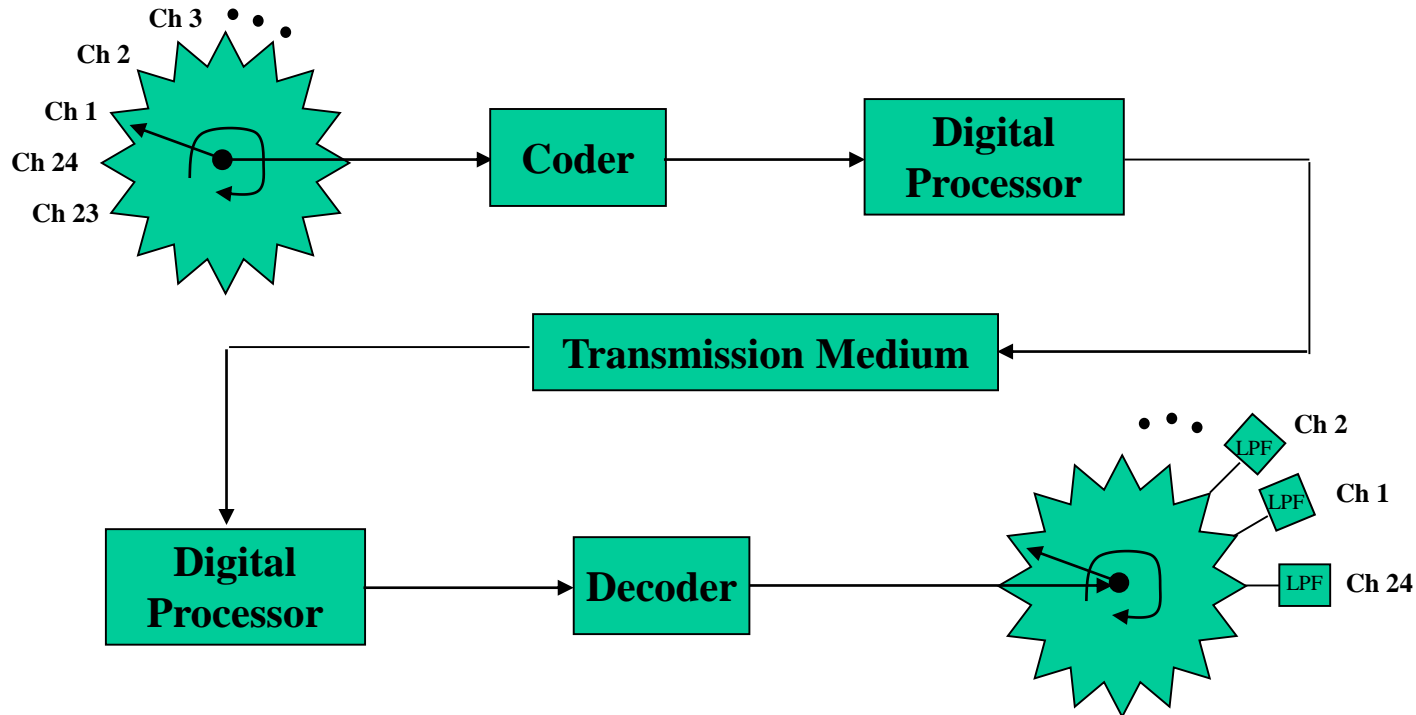 Ch 3
Ch 2
Ch 1
Ch 24
Ch 23
Coder
Digital
Processor
Transmission Medium
Digital
Processor
Decoder
LPF
Ch 2
LPF
Ch 1
LPF
Ch 24